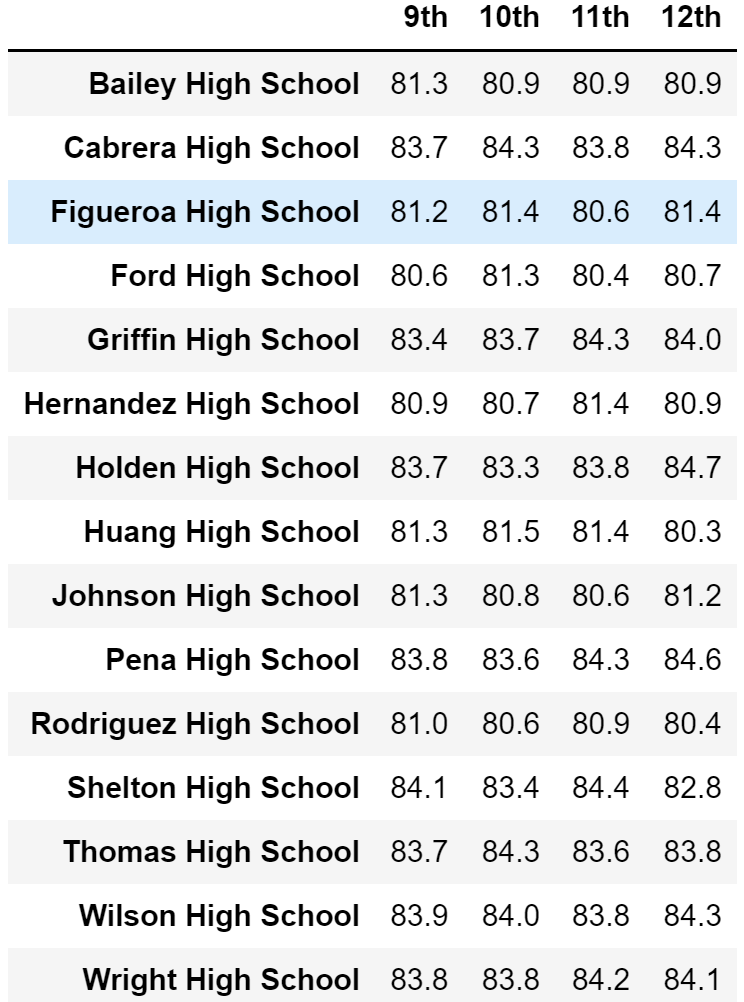 9th 10th 11th 12th
Bailey High School 81.3 80.9 80.9 80.9
Cabrera High School 83.7 84.3 83.8 84.3
Figueroa High School 81.2 81.4 80.6 81.4
Ford High School 80.6 81.3 80.4 80.7
Griffin High School 83.4 83.7 84.3 84.0
Hernandez High School 80.9 80.7 81.4 80.9
Holden High School 83.7 83.3 83.8 84.7
Huang High School 81.3 81.5 81.4 80.3
Johnson High School 81.3 80.8 80.6 81.2
Pena High School 83.8 83.6 84.3 84.6
Rodriguez High School 81.0 80.6 80.9 80.4
Shelton High School 84.1 83.4 84.4 82.8
Thomas High School 83.7 84.3 83.6 83.8
Wilson High School 83.9 84.0 83.8 84.3
Wright High School 83.8 83.8 84.2 84.1